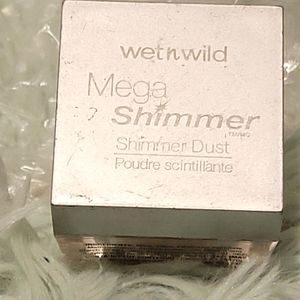 wet n wild
Mega
Shimmer
Shimmer Dust
Poudre scintillante